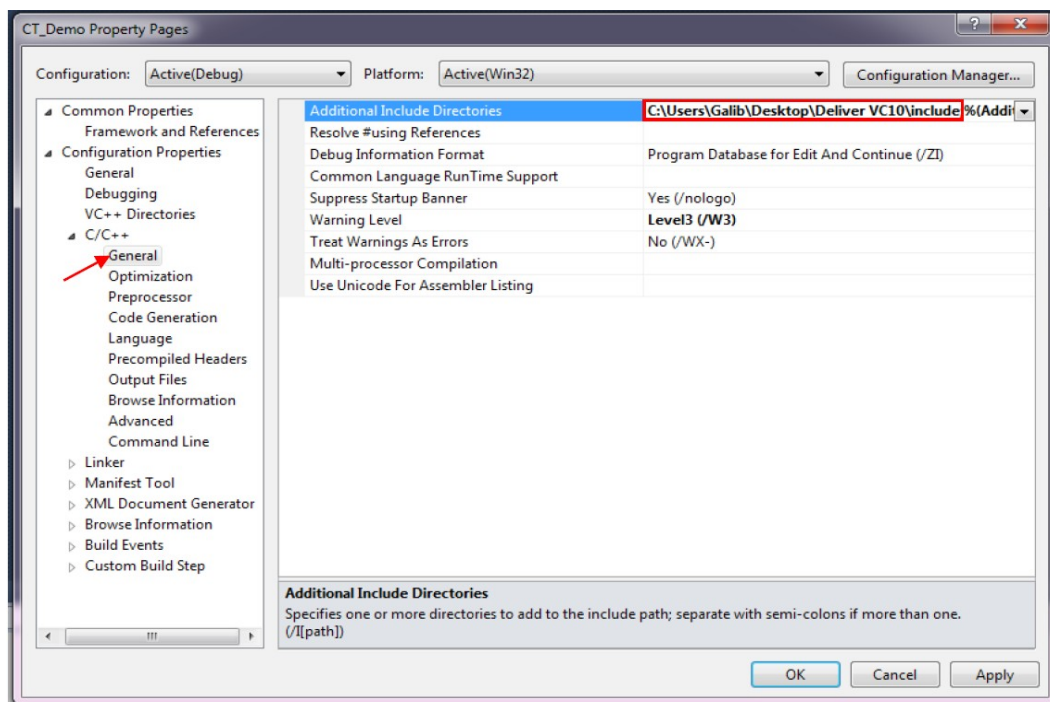 CT_Demo Property Pages
Configuration: Active(Debug) Platform: Active(Win32) Configuration Manager...
Common Properties
Framework and References
Configuration Properties
General
Debugging
VC++ Directories
C/C++
General
Optimization
Preprocessor
Code Generation
Language
Precompiled Headers
Output Files
Browse Information
Advanced
Command Line
Linker
Manifest Tool
XML Document Generator
Browse Information
Build Events
Custom Build Step
Additional Include Directories C:\Users\Galib\Desktop\Deliver VC10\include %(Addi
Resolve #using References
Debug Information Format Program Database for Edit And Continue (/ZI)
Common Language RunTime Support
Suppress Startup Banner Yes (/nologo)
Warning Level Level3 (/W3)
Treat Warnings As Errors No (/WX-)
Multi-processor Compilation
Use Unicode For Assembler Listing
Additional Include Directories
Specifies one or more directories to add to the include path; separate with semi-colons if more than one.
(/I[path])
OK Cancel Apply